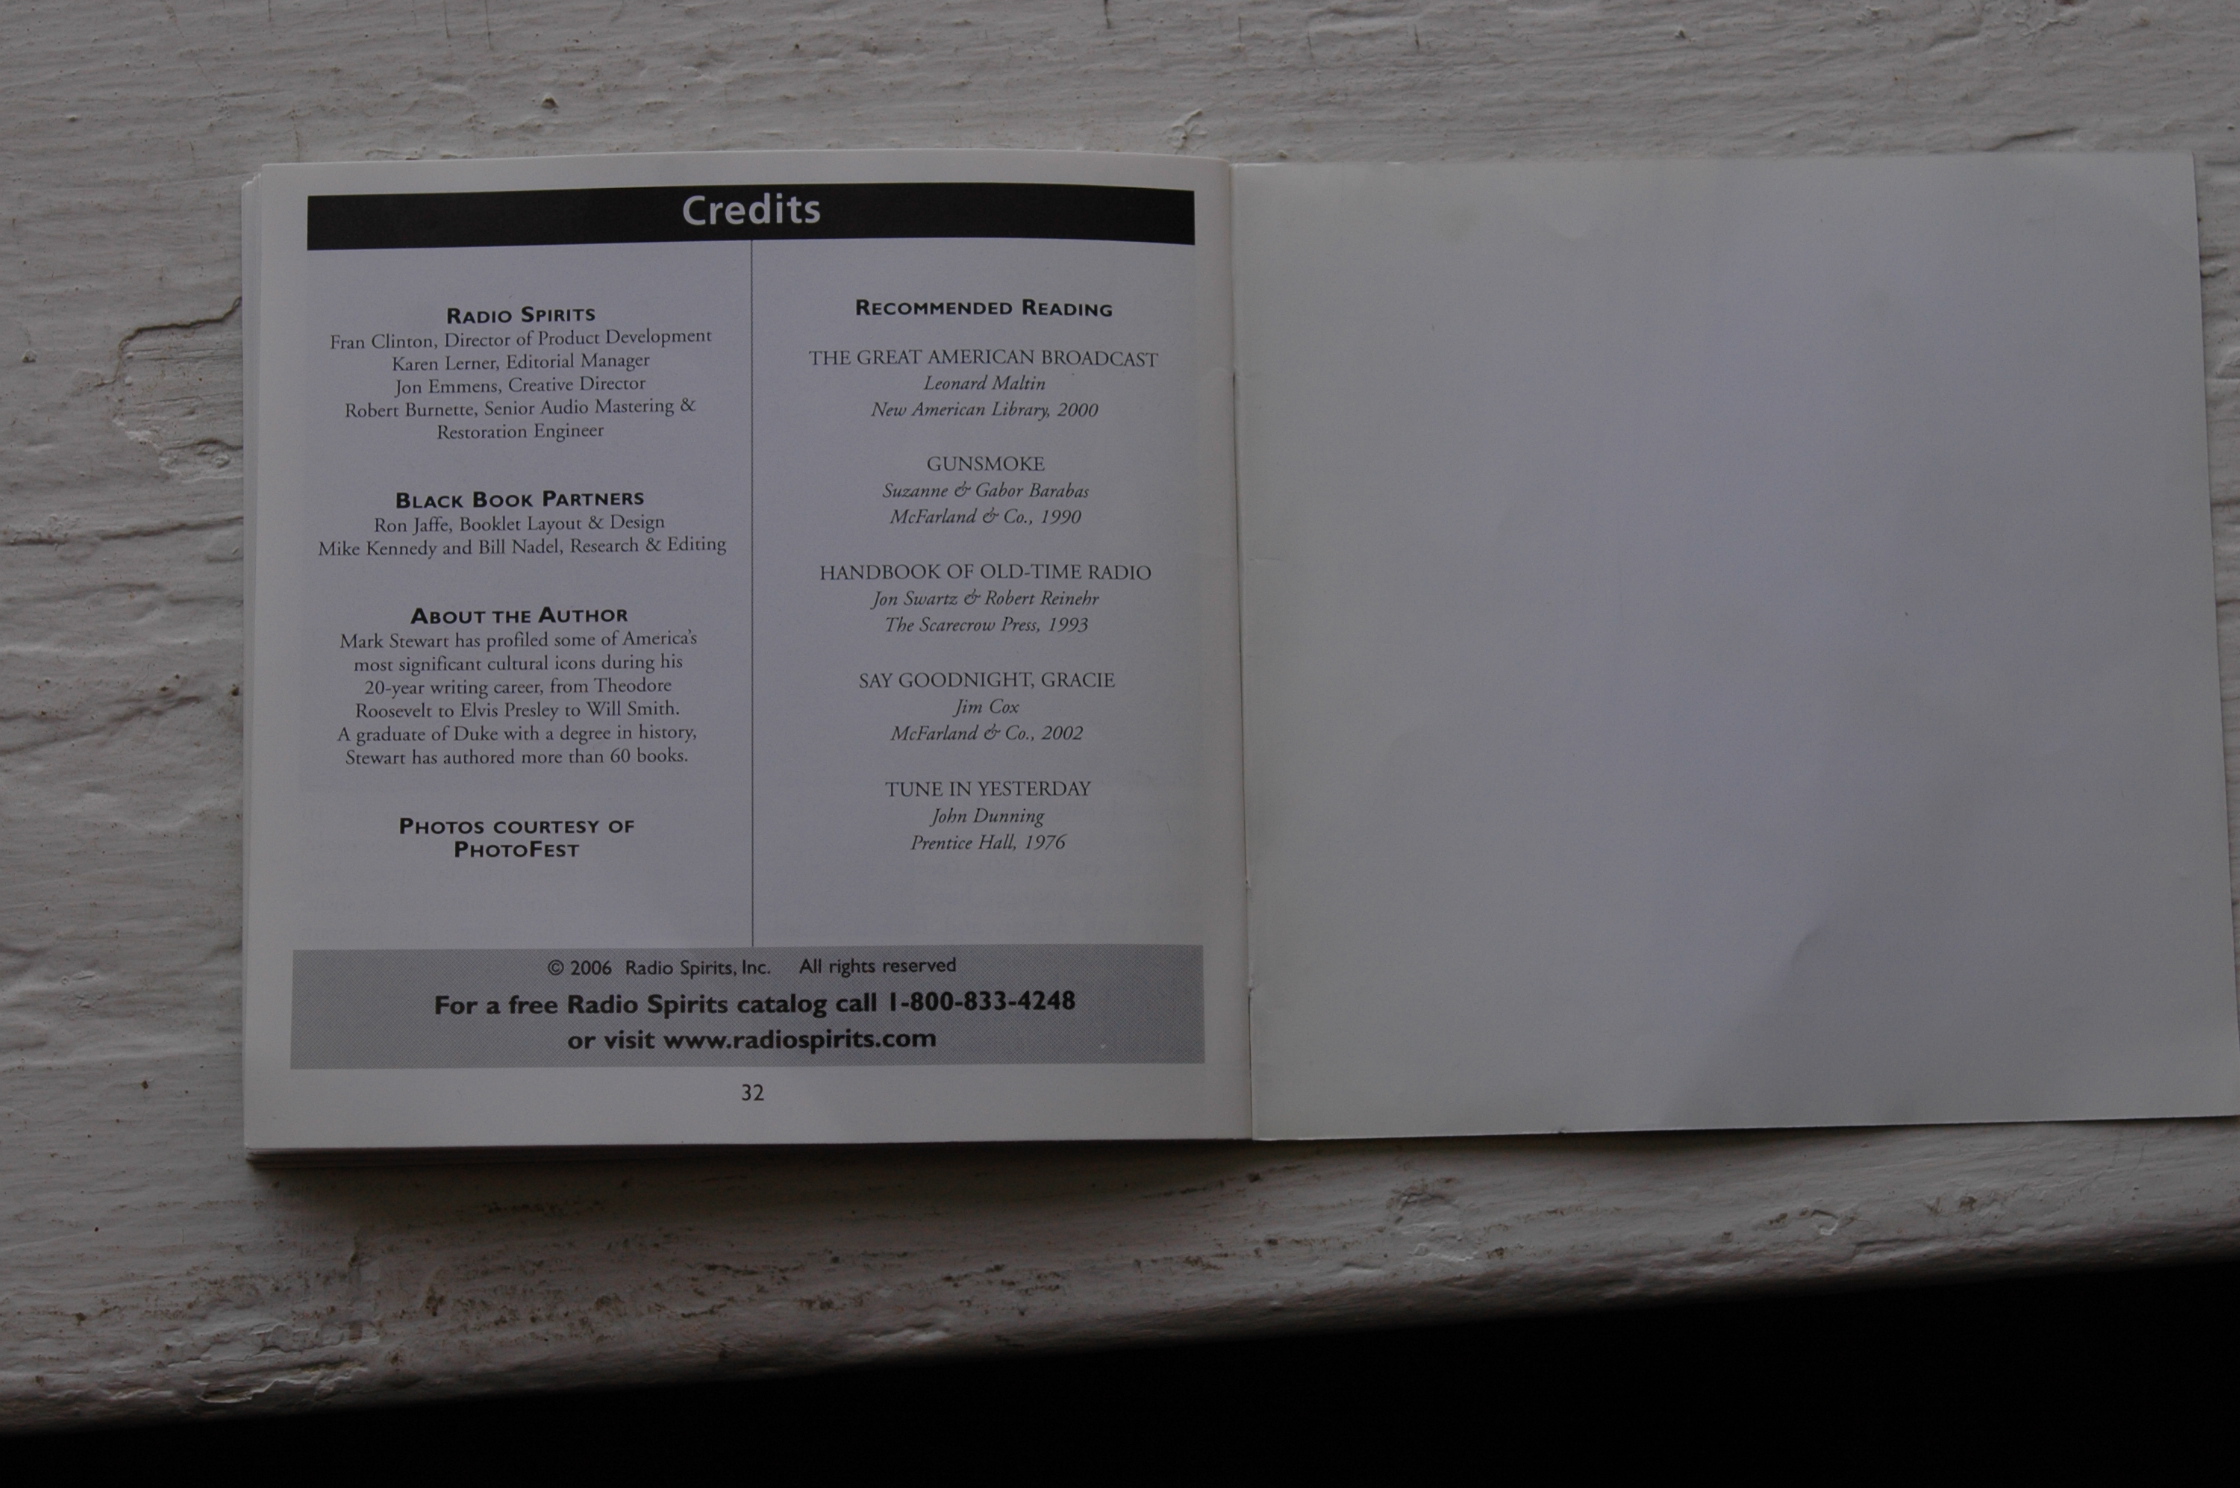 Credits
RADIO SPIRITS
Fran Clinton, Director of Product Development
Karen Lerner, Editorial Manager
Jon Emmens, Creative Director
Robert Burnette, Senior Audio Mastering &
Restoration Engineer
BLACK BOOK PARTNERS
Ron Jaffe, Booklet Layout & Design
Mike Kennedy and Bill Nadel, Research & Editing
ABOUT THE AUTHOR
Mark Stewart has profiled some of America's
most significant cultural icons during his
20-year writing career, from Theodore
Roosevelt to Elvis Presley to Will Smith.
A graduate of Duke with a degree in history,
Stewart has authored more than 60 books.
PHOTOS COURTESY OF
PHOTOFEST
RECOMMENDED READING
THE GREAT AMERICAN BROADCAST
Leonard Maltin
New American Library, 2000
GUNSMOKE
Suzanne & Gabor Barabas
McFarland & Co., 1990
HANDBOOK OF OLD-TIME RADIO
Jon Swartz & Robert Reinehr
The Scarecrow Press, 1993
SAY GOODNIGHT, GRACIE
Jim Cox
McFarland & Co., 2002
TUNE IN YESTERDAY
John Dunning
Prentice Hall, 1976
© 2006 Radio Spirits, Inc. All rights reserved
For a free Radio Spirits catalog call 1-800-833-4248
or visit www.radiospirits.com
32